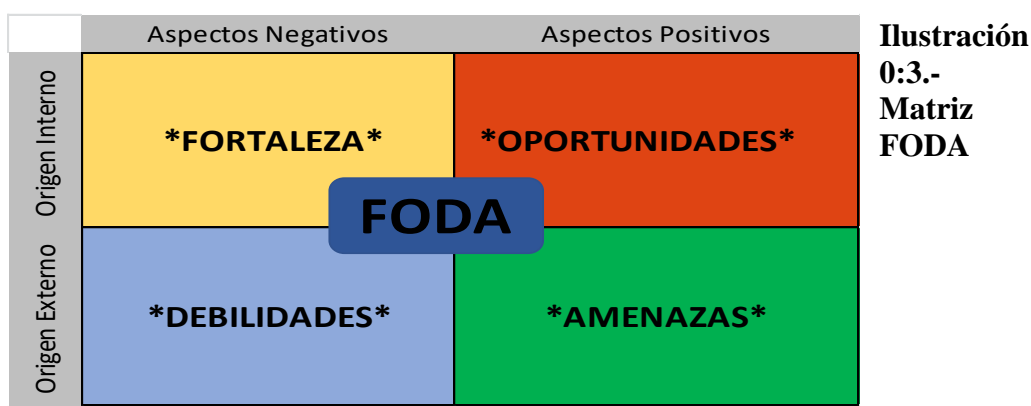 Aspectos Negativos
Aspectos Positivos
Origen Interno
*FORTALEZA*
*OPORTUNIDADES*
FODA
Origen Externo
*DEBILIDADES*
*AMENAZAS*
Ilustración
0:3.-
Matriz
FODA